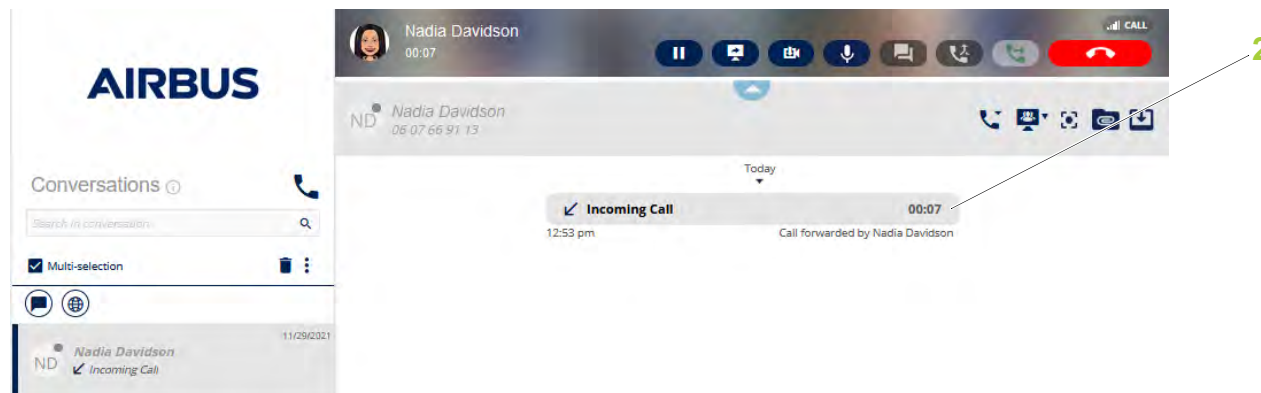 AIRBUS
Conversations
Search in conversation
Multi-selection
ND
Nadia Davidson
Incoming Call
11/29/2021
Nadia Davidson
00:07
CALL
ND
Nadia Davidson
06 07 66 91 13
Today
Incoming Call 00:07
12:53 pm Call forwarded by Nadia Davidson
2